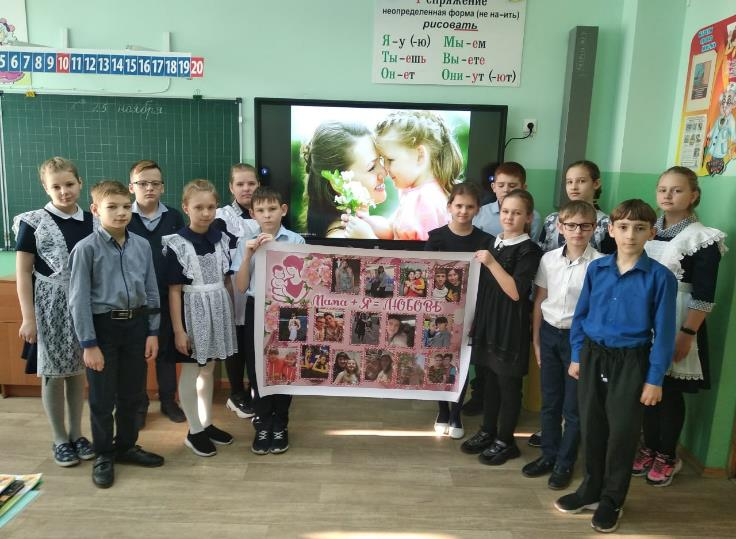 I спряжение
неопределенная форма (не на -ить)
рисовать
Я - у (-ю) Мы - ем
Ты - ешь Вы - ете
Он - ет Они - ут (-ют)
5 6 7 8 9 10 11 12 13 14 15 16 17 18 19 20
25 ноября
Мама + Я = ЛЮБОВЬ